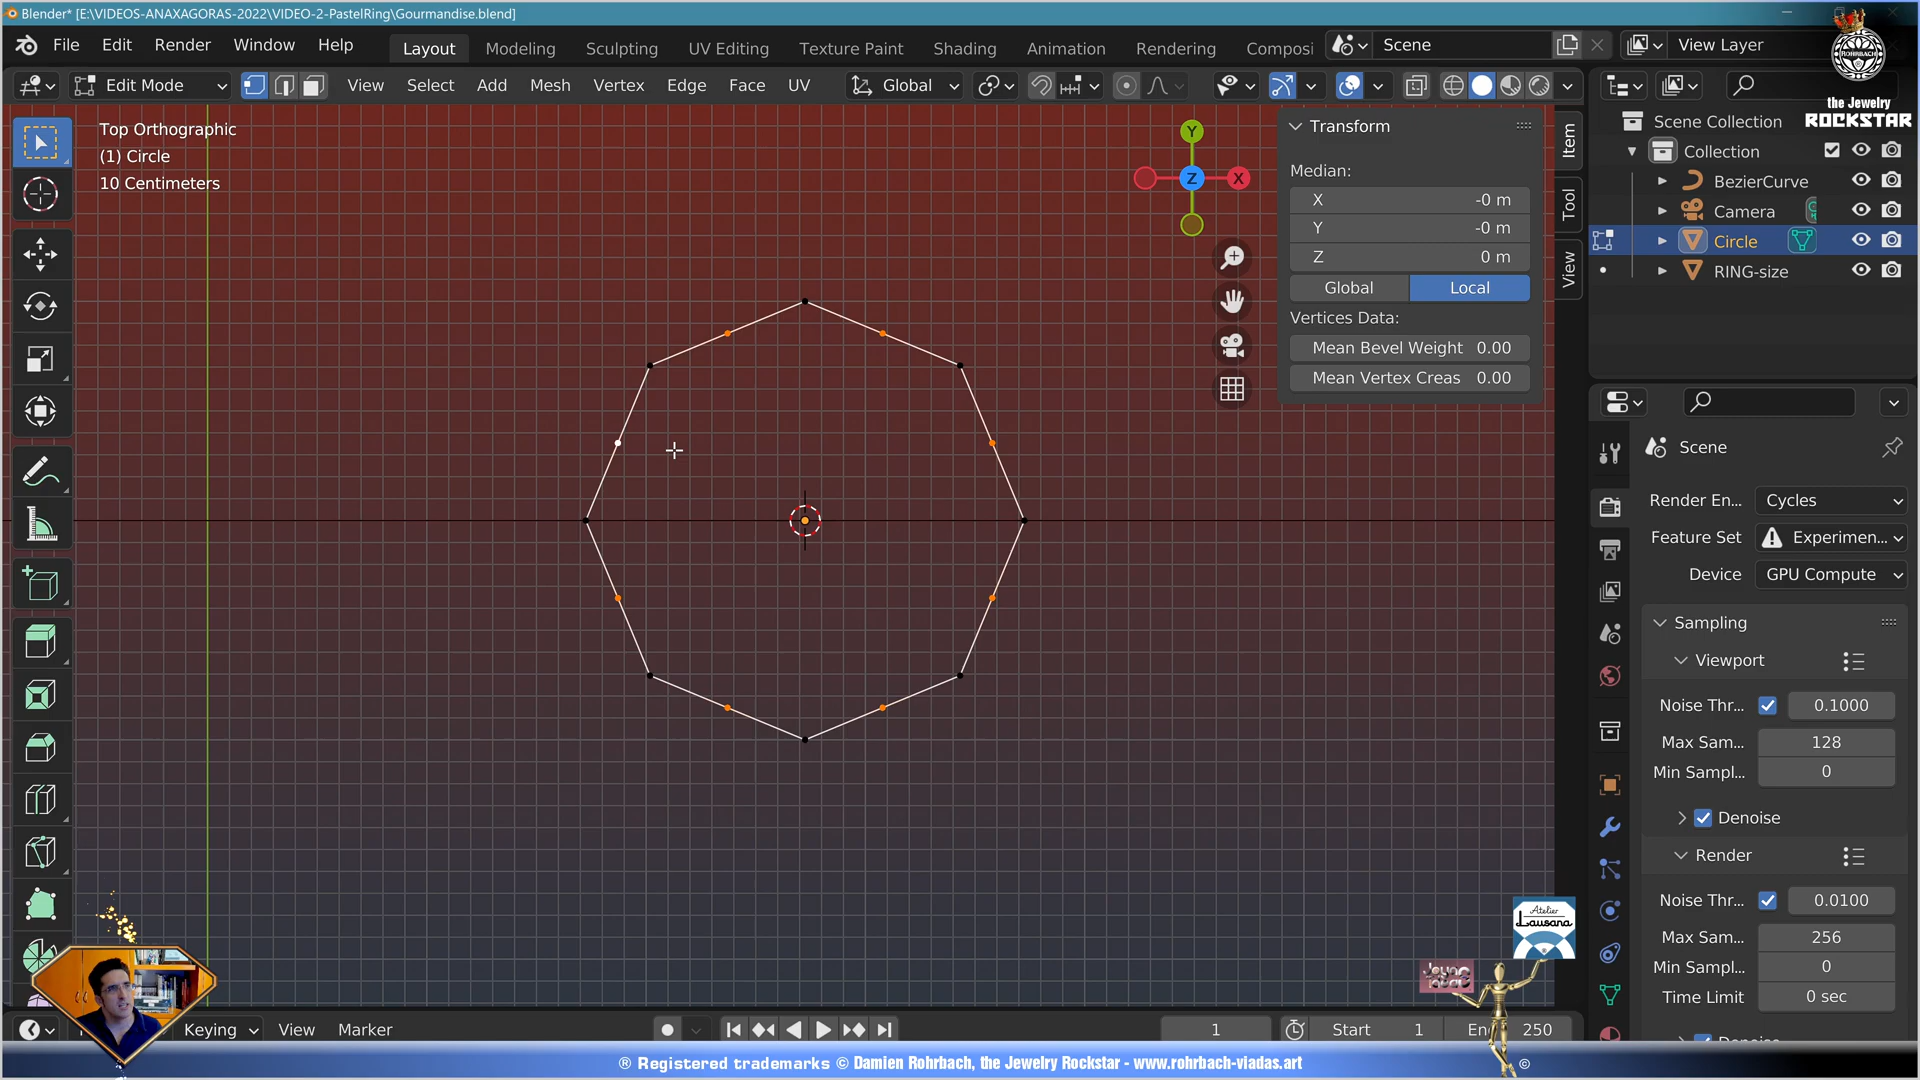 Blender* [E:\VIDEOS-ANAXAGORAS-2022\VIDEO-2-PastelRing\Gourmandise.blend]
File Edit Render Window Help Layout Modeling Sculpting UV Editing Texture Paint Shading Animation Rendering Composi Scene View Layer
Edit Mode View Select Add Mesh Vertex Edge Face UV Global
ROHRBACH
the Jewelry
ROCKSTAR
Top Orthographic
(1) Circle
10 Centimeters
Y
Z
X
Transform
Median:
X -0 m
Y -0 m
Z 0 m
Global Local
Vertices Data:
Mean Bevel Weight 0.00
Mean Vertex Creas 0.00
Item
Tool
View
Scene Collection
Collection
BezierCurve
Camera
Circle
RING-size
Scene
Render En... Cycles
Feature Set Experimen...
Device GPU Compute
Sampling
Viewport
Noise Thr... 0.1000
Max Sam... 128
Min Sampl... 0
Denoise
Render
Noise Thr... 0.0100
Max Sam... 256
Min Sampl... 0
Time Limit 0 sec
Atelier
Lausana
Keying View Marker 1 Start 1 En 250
® Registered trademarks © Damien Rohrbach, the Jewelry Rockstar - www.rohrbach-viadas.art ©